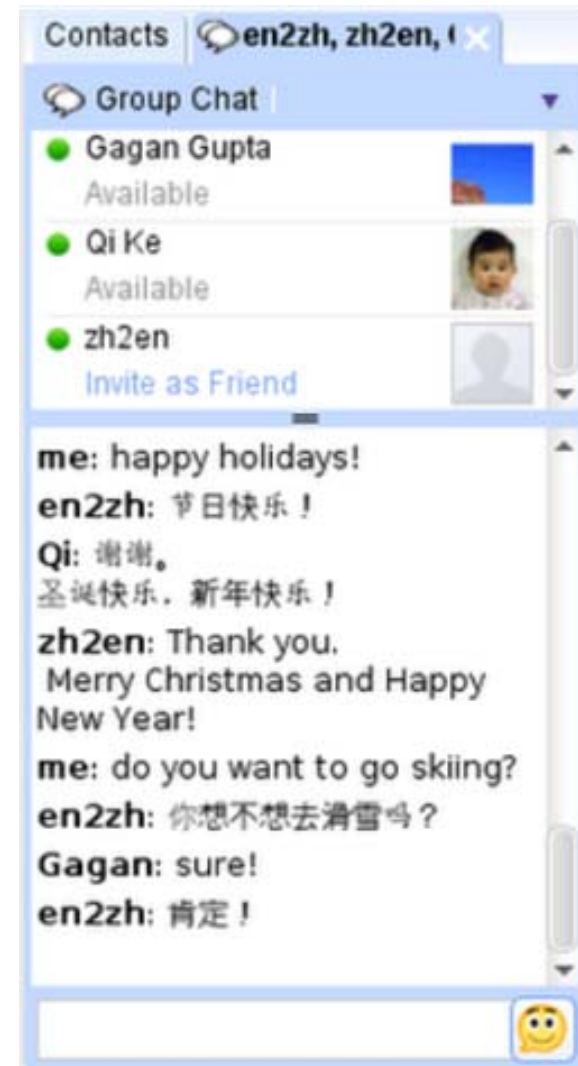 Contacts en2zh, zh2en,
Group Chat
Gagan Gupta
Available
Qi Ke
Available
zh2en
Invite as Friend
me: happy holidays!
en2zh: 节日快乐！
Qi: 谢谢。
圣诞快乐．新年快乐！
zh2en: Thank you.
Merry Christmas and Happy
New Year!
me: do you want to go skiing?
en2zh: 你想不想去滑雪吗？
Gagan: sure!
en2zh: 肯定！